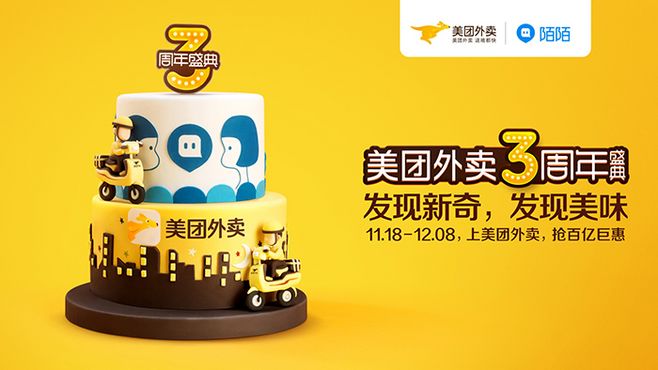 美团外卖
美团外卖 送啥都快
陌陌
3
周年盛典
美团外卖
美团外卖3周年盛典
发现新奇，发现美味
11.18-12.08，上美团外卖，抢百亿巨惠